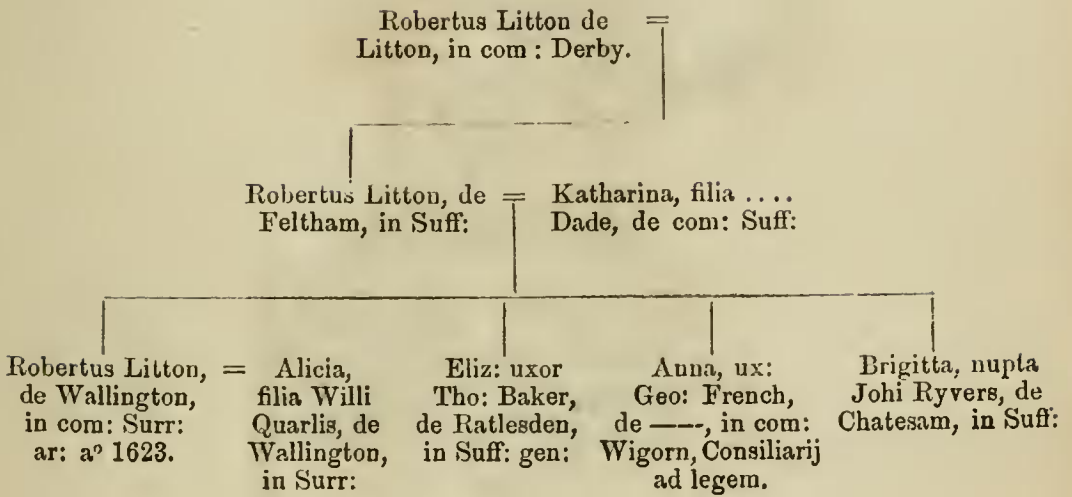 Robertus Litton de =
Litton, in com : Derby.
Robertus Litton, de = Katharina, filia ....
Feltham, in Suff: Dade, de com: Suff:
Robertus Litton, =
de Wallington,
in com: Surr:
ar: aº 1623.
Alicia,
filia Willi
Quarlis, de
Wallington,
in Surr:
Eliz: uxor
Tho: Baker,
de Ratlesden,
in Suff: gen:
Anna, ux:
Geo: French,
de ——, in com:
Wigorn, Consiliarij
ad legem.
Brigitta, nupta
Johi Ryvers, de
Chatesam, in Suff: